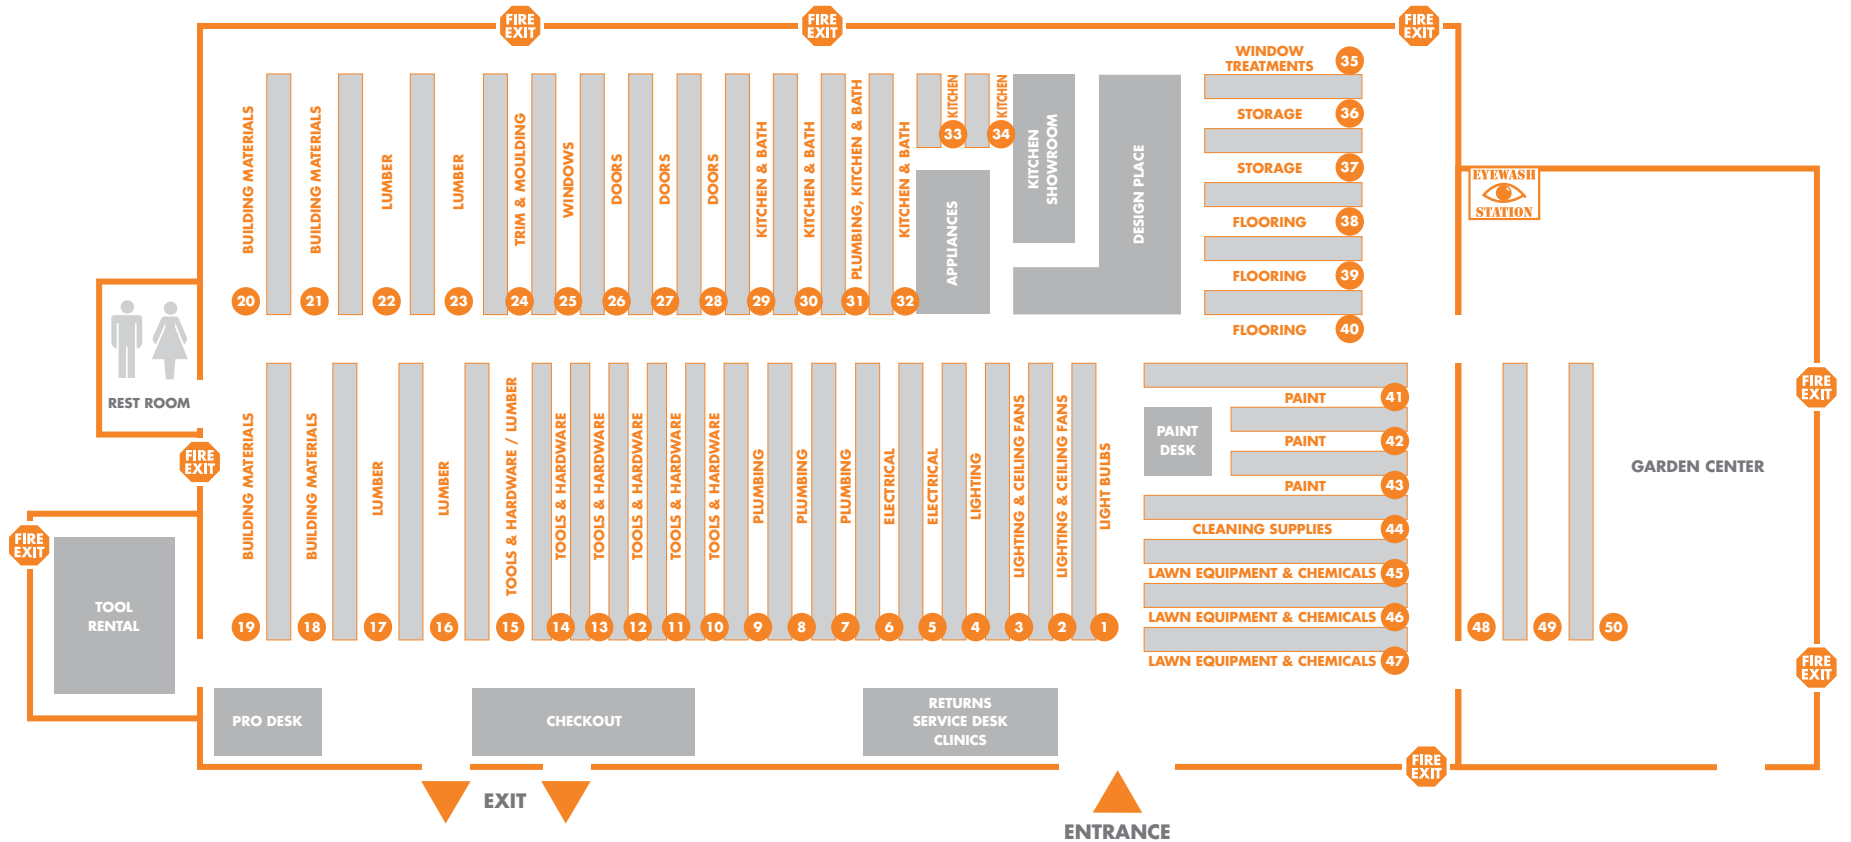 FIRE
EXIT
FIRE
EXIT
FIRE
EXIT
BUILDING MATERIALS
20
BUILDING MATERIALS
21
LUMBER
22
LUMBER
23
TRIM & MOULDING
24
WINDOWS
25
DOORS
26
DOORS
27
DOORS
28
KITCHEN & BATH
29
KITCHEN & BATH
30
PLUMBING, KITCHEN & BATH
31
KITCHEN & BATH
32
KITCHEN
33
KITCHEN
34
APPLIANCES
KITCHEN
SHOWROOM
DESIGN PLACE
WINDOW
TREATMENTS
35
STORAGE
36
STORAGE
37
FLOORING
38
FLOORING
39
FLOORING
40
EYEWASH
STATION
REST ROOM
FIRE
EXIT
FIRE
EXIT
TOOL
RENTAL
BUILDING MATERIALS
19
BUILDING MATERIALS
18
LUMBER
17
LUMBER
16
TOOLS & HARDWARE / LUMBER
15
TOOLS & HARDWARE
14
TOOLS & HARDWARE
13
TOOLS & HARDWARE
12
TOOLS & HARDWARE
11
TOOLS & HARDWARE
10
PLUMBING
9
PLUMBING
8
PLUMBING
7
ELECTRICAL
6
ELECTRICAL
5
LIGHTING
4
LIGHTING & CEILING FANS
3
LIGHTING & CEILING FANS
2
LIGHT BULBS
1
PAINT
DESK
PAINT
41
PAINT
42
PAINT
43
CLEANING SUPPLIES
44
LAWN EQUIPMENT & CHEMICALS
45
LAWN EQUIPMENT & CHEMICALS
46
LAWN EQUIPMENT & CHEMICALS
47
48
49
50
GARDEN CENTER
FIRE
EXIT
FIRE
EXIT
PRO DESK
CHECKOUT
RETURNS
SERVICE DESK
CLINICS
FIRE
EXIT
EXIT
ENTRANCE